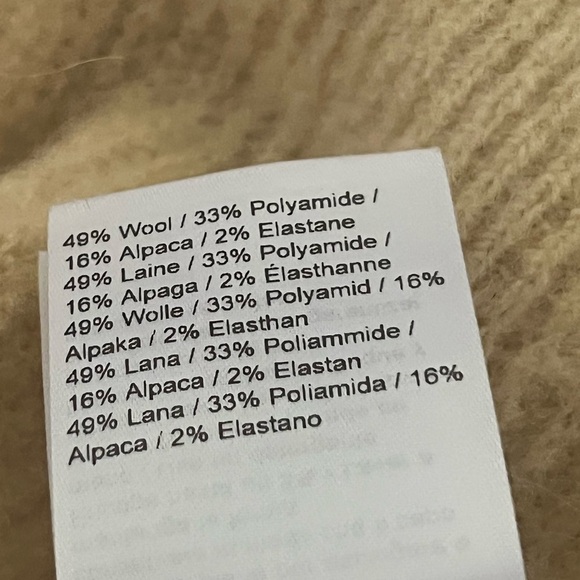 49% Wool / 33% Polyamide /
16% Alpaca / 2% Elastane
49% Laine / 33% Polyamide /
16% Alpaga / 2% Élasthanne
49% Wolle / 33% Polyamid / 16%
Alpaka / 2% Elasthan
49% Lana / 33% Poliammide /
16% Alpaca / 2% Elastan
49% Lana / 33% Poliamida / 16%
Alpaca / 2% Elastano